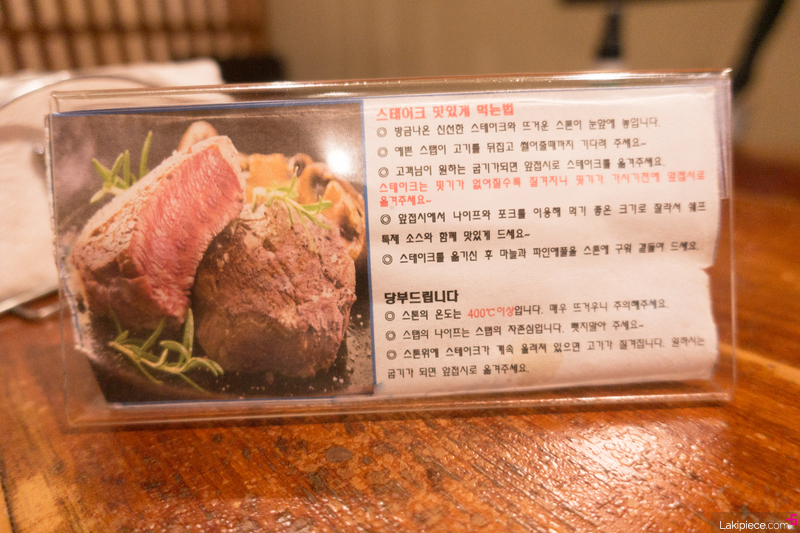 스테이크 맛있게 먹는법
◎ 방금나온 신선한 스테이크와 뜨거운 스톤이 눈앞에 놓입니다.
◎ 예쁜 스탭이 고기를 뒤집고 썰어줄때까지 기다려 주세요~
◎ 고객님이 원하는 굽기가되면 앞접시로 스테이크를 옮겨주세요.
스테이크는 핏기가 없어질수록 질겨지니 핏기가 가시기전에 앞접시로
옮겨주세요~
◎ 앞접시에서 나이프와 포크를 이용해 먹기 좋은 크기로 잘라서 쉐프
특제 소스와 함께 맛있게 드세요~
◎ 스테이크를 옮기신 후 마늘과 파인애플을 스톤에 구워 곁들어 드세요.
당부드립니다
◎ 스톤의 온도는 400℃이상입니다. 매우 뜨거우니 주의해주세요.
◎ 스탭의 나이프는 스탭의 자존심입니다. 뺏지말아 주세요~
◎ 스톤위에 스테이크가 계속 올려져 있으면 고기가 질겨집니다. 원하시는
굽기가 되면 앞접시로 옮겨주세요.
Lakipiece.com